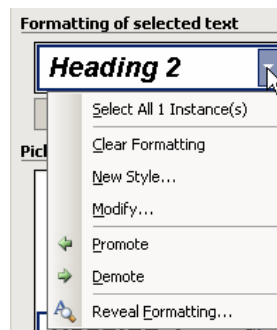 Formatting of selected text
Heading 2
Select All 1 Instance(s)
Clear Formatting
Pic
New Style...
Modify...
Promote
Demote
Reveal Formatting...